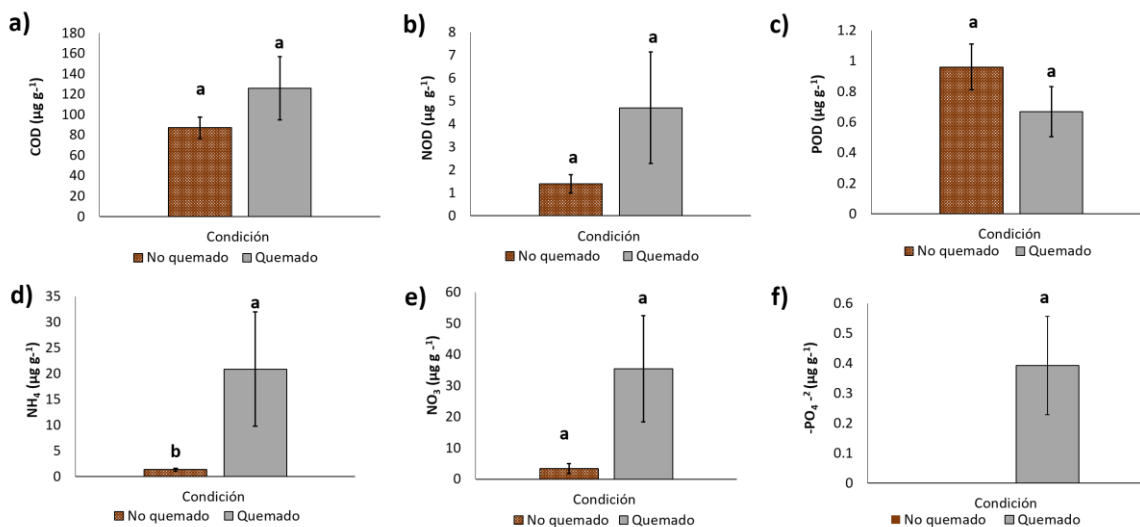 a)
COD (µg g-1)
180
160
140
120
100
80
60
40
20
0
a
a
Condición
No quemado Quemado
b)
NOD (µg g-1)
8
7
6
5
4
3
2
1
0
a
a
Condición
No quemado Quemado
c)
POD (µg g-1)
1.2
1
0.8
0.6
0.4
0.2
0
a
a
Condición
No quemado Quemado
d)
NH4 (µg g-1)
35
30
25
20
15
10
5
0
b
a
Condición
No quemado Quemado
e)
NO3 (µg g-1)
60
50
40
30
20
10
0
a
a
Condición
No quemado Quemado
f)
-PO4 -2 (µg g-1)
0.6
0.5
0.4
0.3
0.2
0.1
0
a
Condición
No quemado Quemado